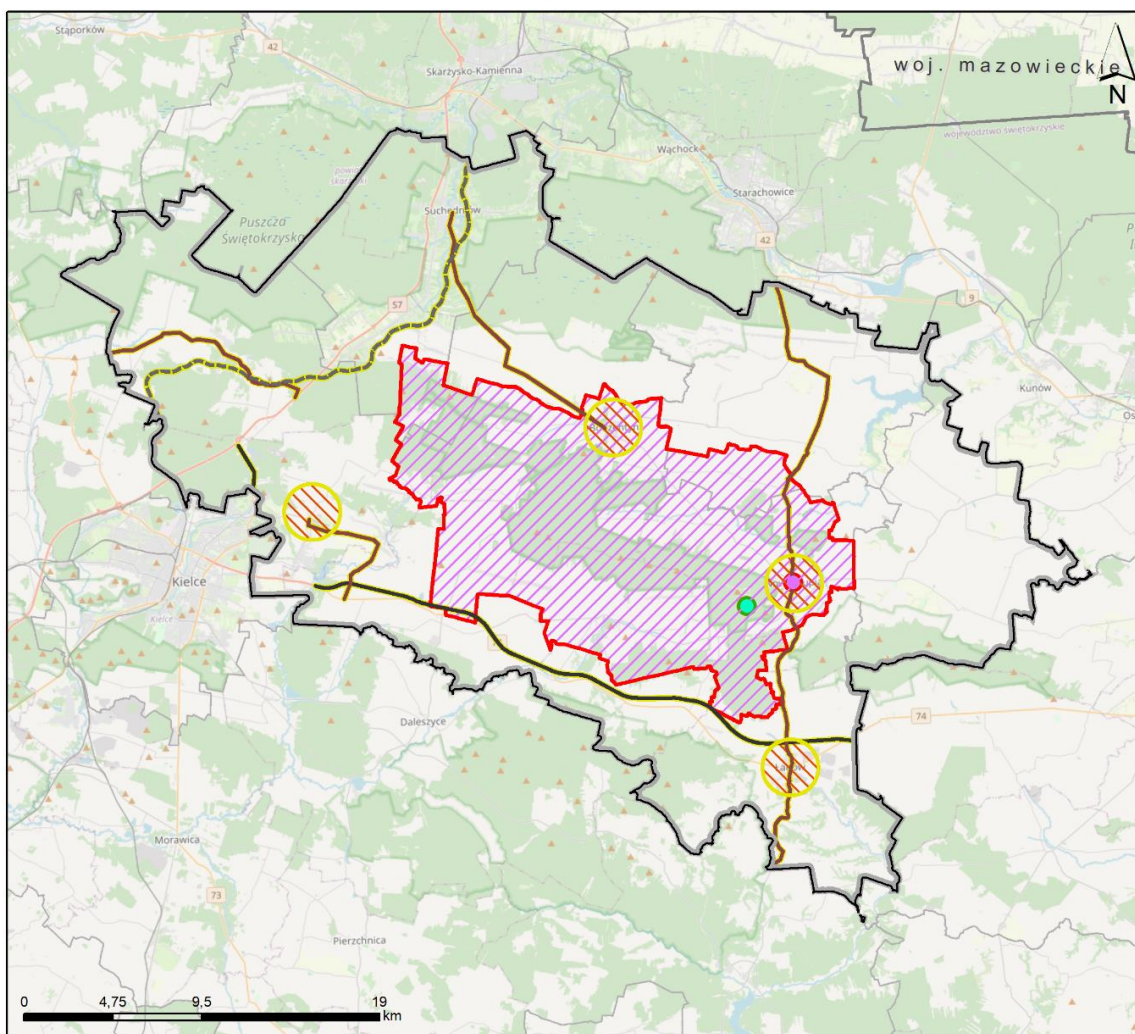 Stąporków
42
Skarżysko-Kamienna
woj. mazowieckie
N
województwo świętokrzyskie
Wąchock
Starachowice
Suchedniów
Puszcza
Świętokrzyska
42
9
S7
Kunów
Kielce
Kielce
74
Daleszyce
Morawica
73
Pierzchnica
0 4,75 9,5 19
km